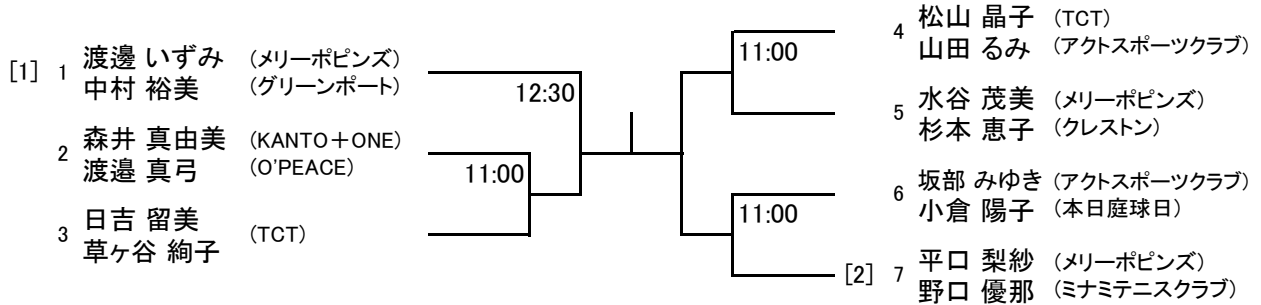 [1] 1 渡邊 いずみ (メリーポピンズ)
中村 裕美 (グリーンポート)
12:30
2 森井 真由美 (KANTO＋ONE)
渡邉 真弓 (O'PEACE)
11:00
3 日吉 留美
草ヶ谷 絢子 (TCT)
4 松山 晶子 (TCT)
山田 るみ (アクトスポーツクラブ)
11:00
5 水谷 茂美 (メリーポピンズ)
杉本 恵子 (クレストン)
6 坂部 みゆき (アクトスポーツクラブ)
小倉 陽子 (本日庭球日)
11:00
[2] 7 平口 梨紗 (メリーポピンズ)
野口 優那 (ミナミテニスクラブ)